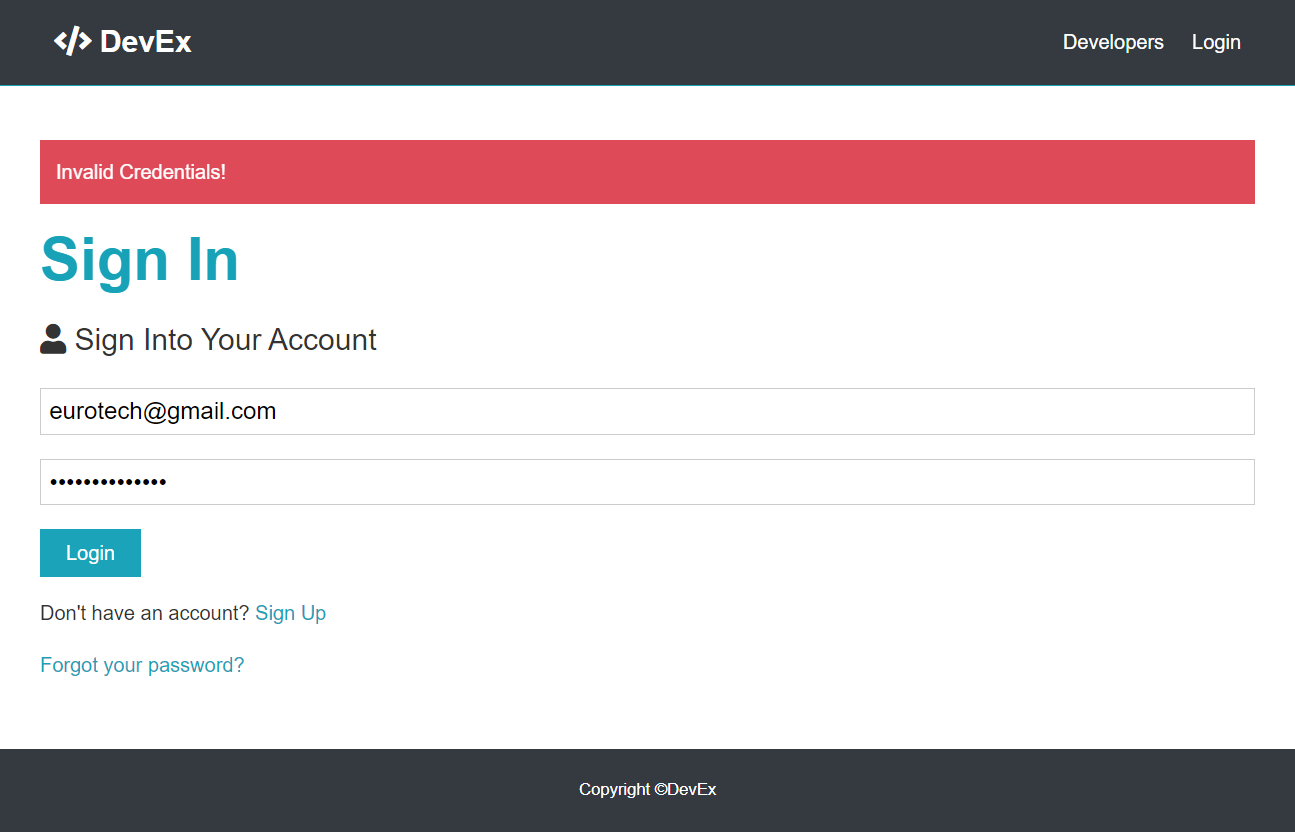 DevEx
Developers Login
Invalid Credentials!
Sign In
Sign Into Your Account
eurotech@gmail.com
••••••••••••••
Login
Don't have an account? Sign Up
Forgot your password?
Copyright ©DevEx